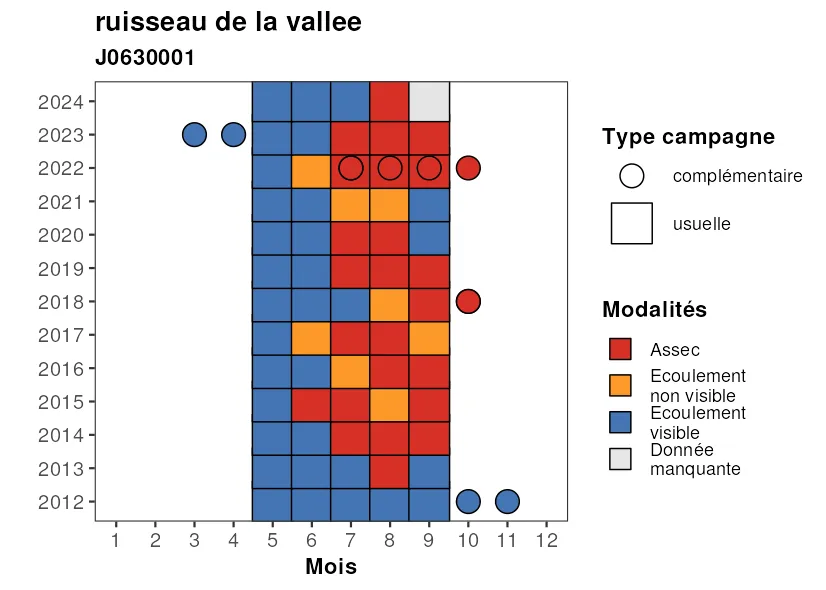 ruisseau de la vallee
J0630001
2024
2023
2022
2021
2020
2019
2018
2017
2016
2015
2014
2013
2012
1 2 3 4 5 6 7 8 9 10 11 12
Mois
Type campagne
complémentaire
usuelle
Modalités
Assec
Ecoulement
non visible
Ecoulement
visible
Donnée
manquante